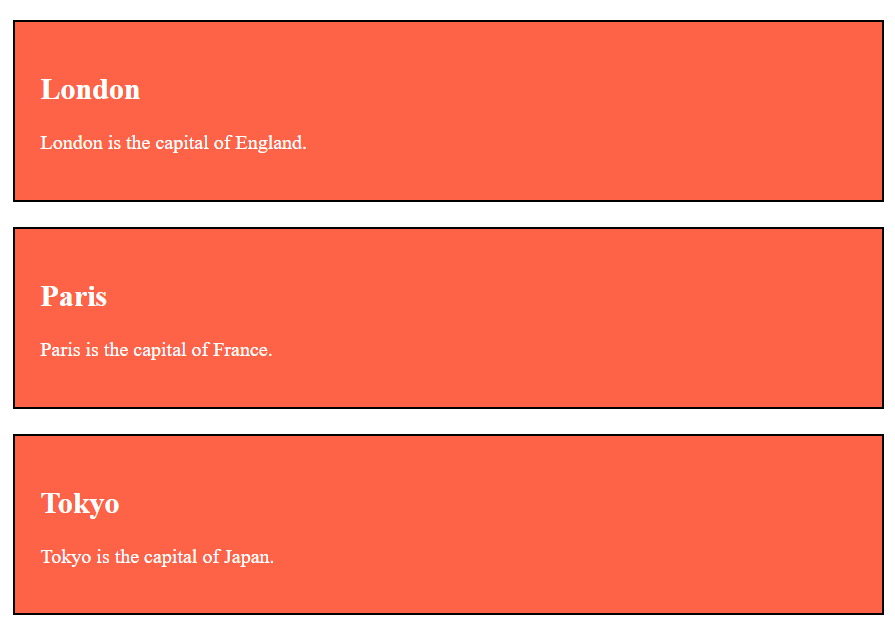 London
London is the capital of England.
Paris
Paris is the capital of France.
Tokyo
Tokyo is the capital of Japan.